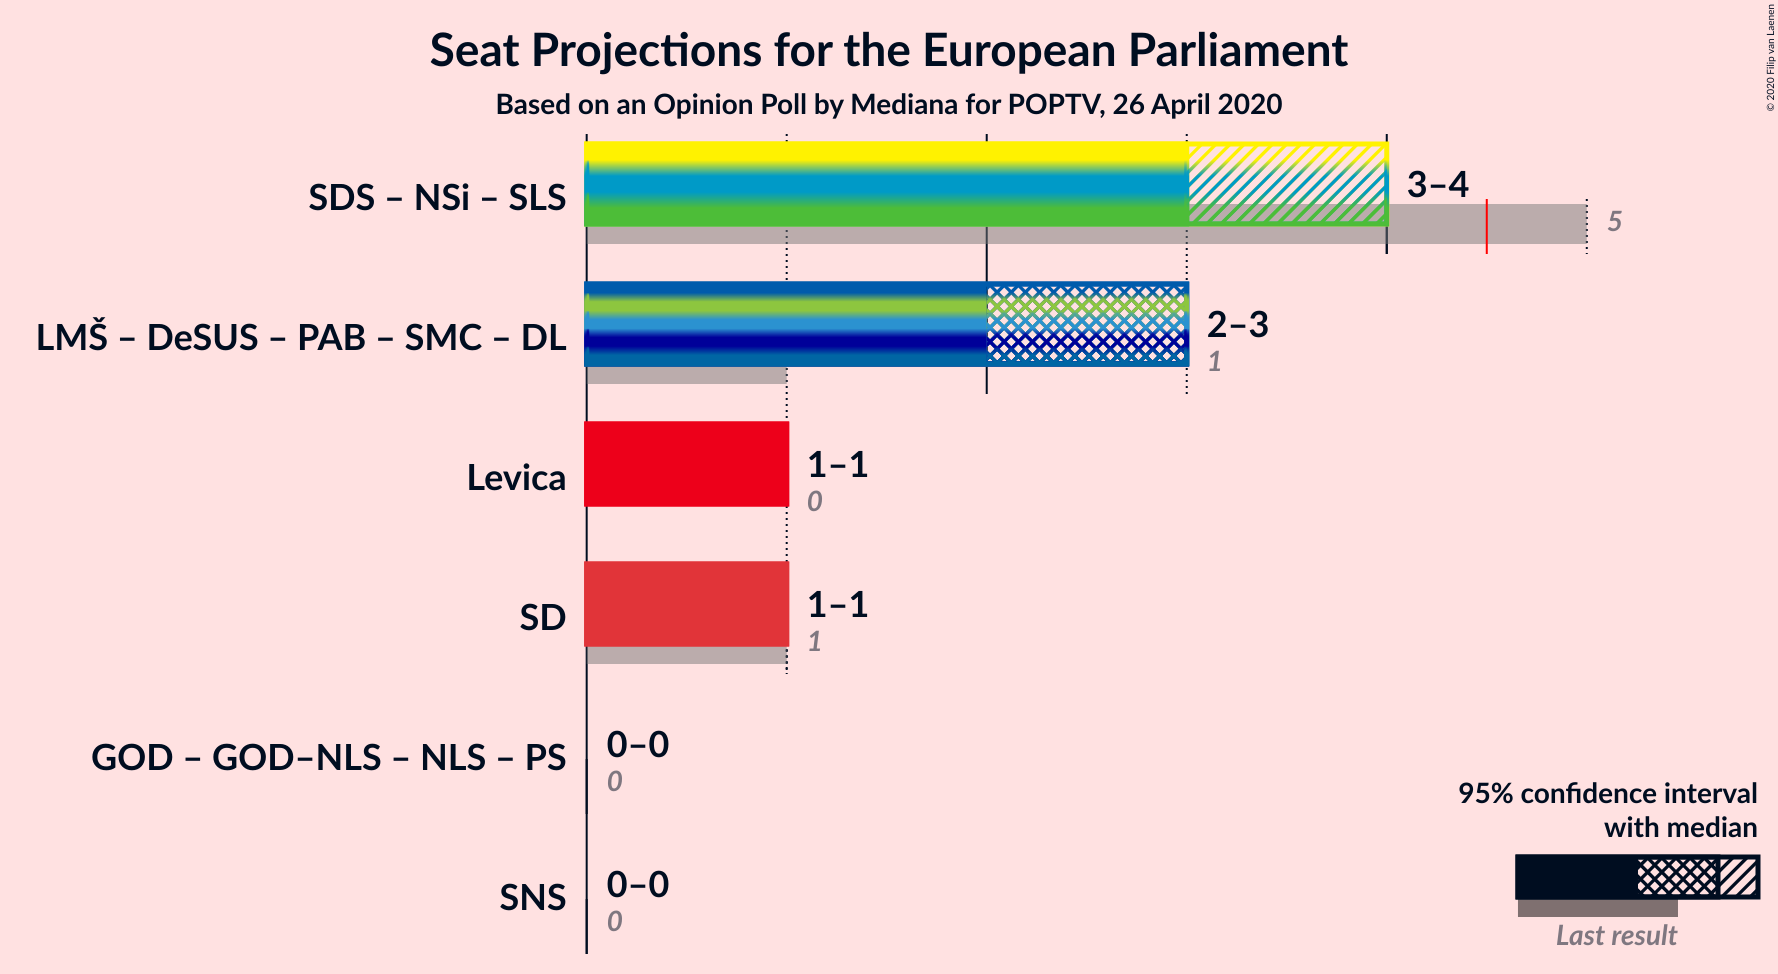 Seat Projections for the European Parliament
Based on an Opinion Poll by Mediana for POPTV, 26 April 2020
© 2020 Filip van Laenen
SDS – NSi – SLS
3–4
5
LMŠ – DeSUS – PAB – SMC – DL
2–3
1
Levica
1–1
0
SD
1–1
1
GOD – GOD–NLS – NLS – PS
0–0
0
SNS
0–0
0
95% confidence interval
with median
Last result